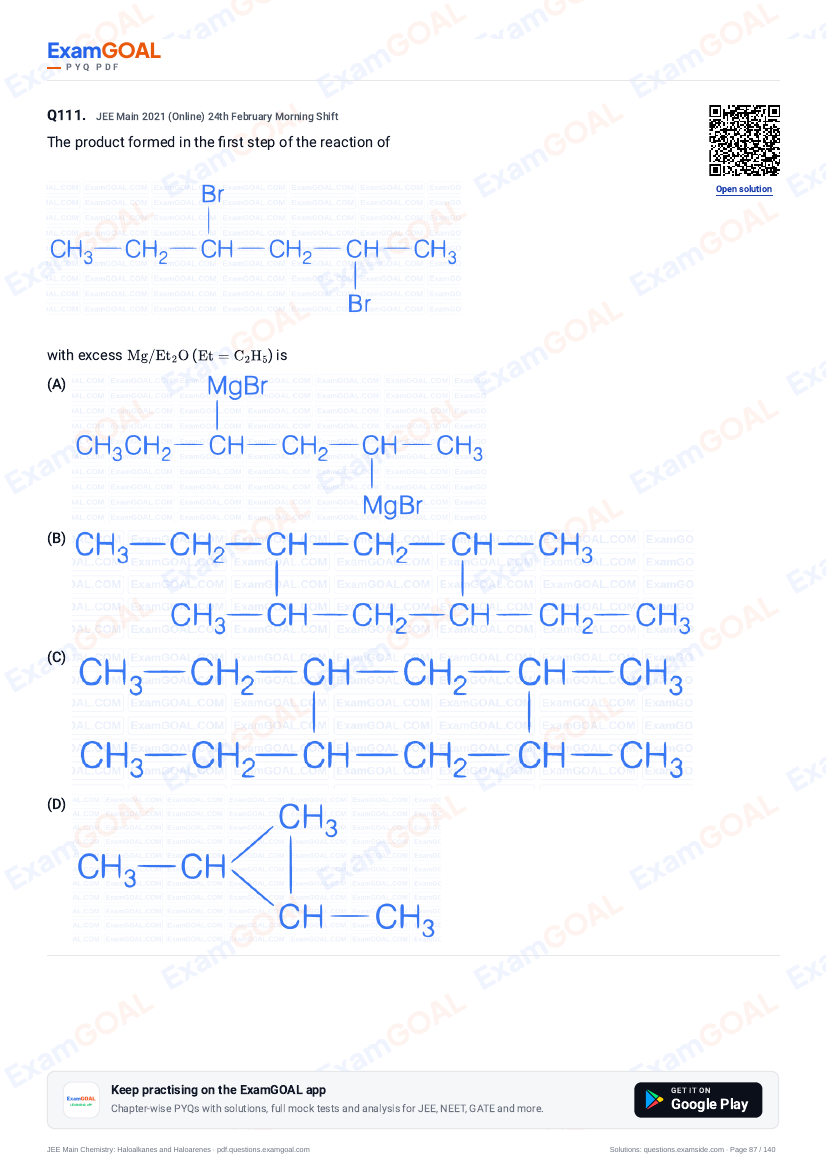 ExamGOAL
PYQ PDF
Q111. JEE Main 2021 (Online) 24th February Morning Shift
The product formed in the first step of the reaction of
Open solution
Br
CH3—CH2—CH—CH2—CH—CH3
Br
with excess Mg/Et2O (Et = C2H5) is
(A)
MgBr
CH3CH2—CH—CH2—CH—CH3
MgBr
(B) CH3—CH2—CH—CH2—CH—CH3
CH3—CH—CH2—CH—CH2—CH3
(C) CH3—CH2—CH—CH2—CH—CH3
CH3—CH2—CH—CH2—CH—CH3
(D)
CH3
CH3—CH
CH—CH3
ExamGOAL
Keep practising on the ExamGOAL app
Chapter-wise PYQs with solutions, full mock tests and analysis for JEE, NEET, GATE and more.
GET IT ON
Google Play
JEE Main Chemistry: Haloalkanes and Haloarenes · pdf.questions.examgoal.com
Solutions: questions.examside.com · Page 87 / 140